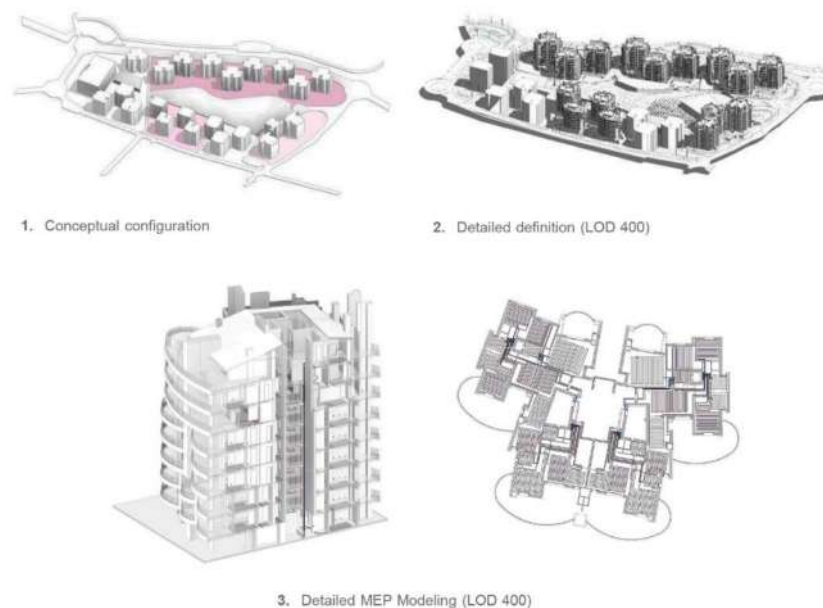 1. Conceptual configuration
2. Detailed definition (LOD 400)
3. Detailed MEP Modeling (LOD 400)